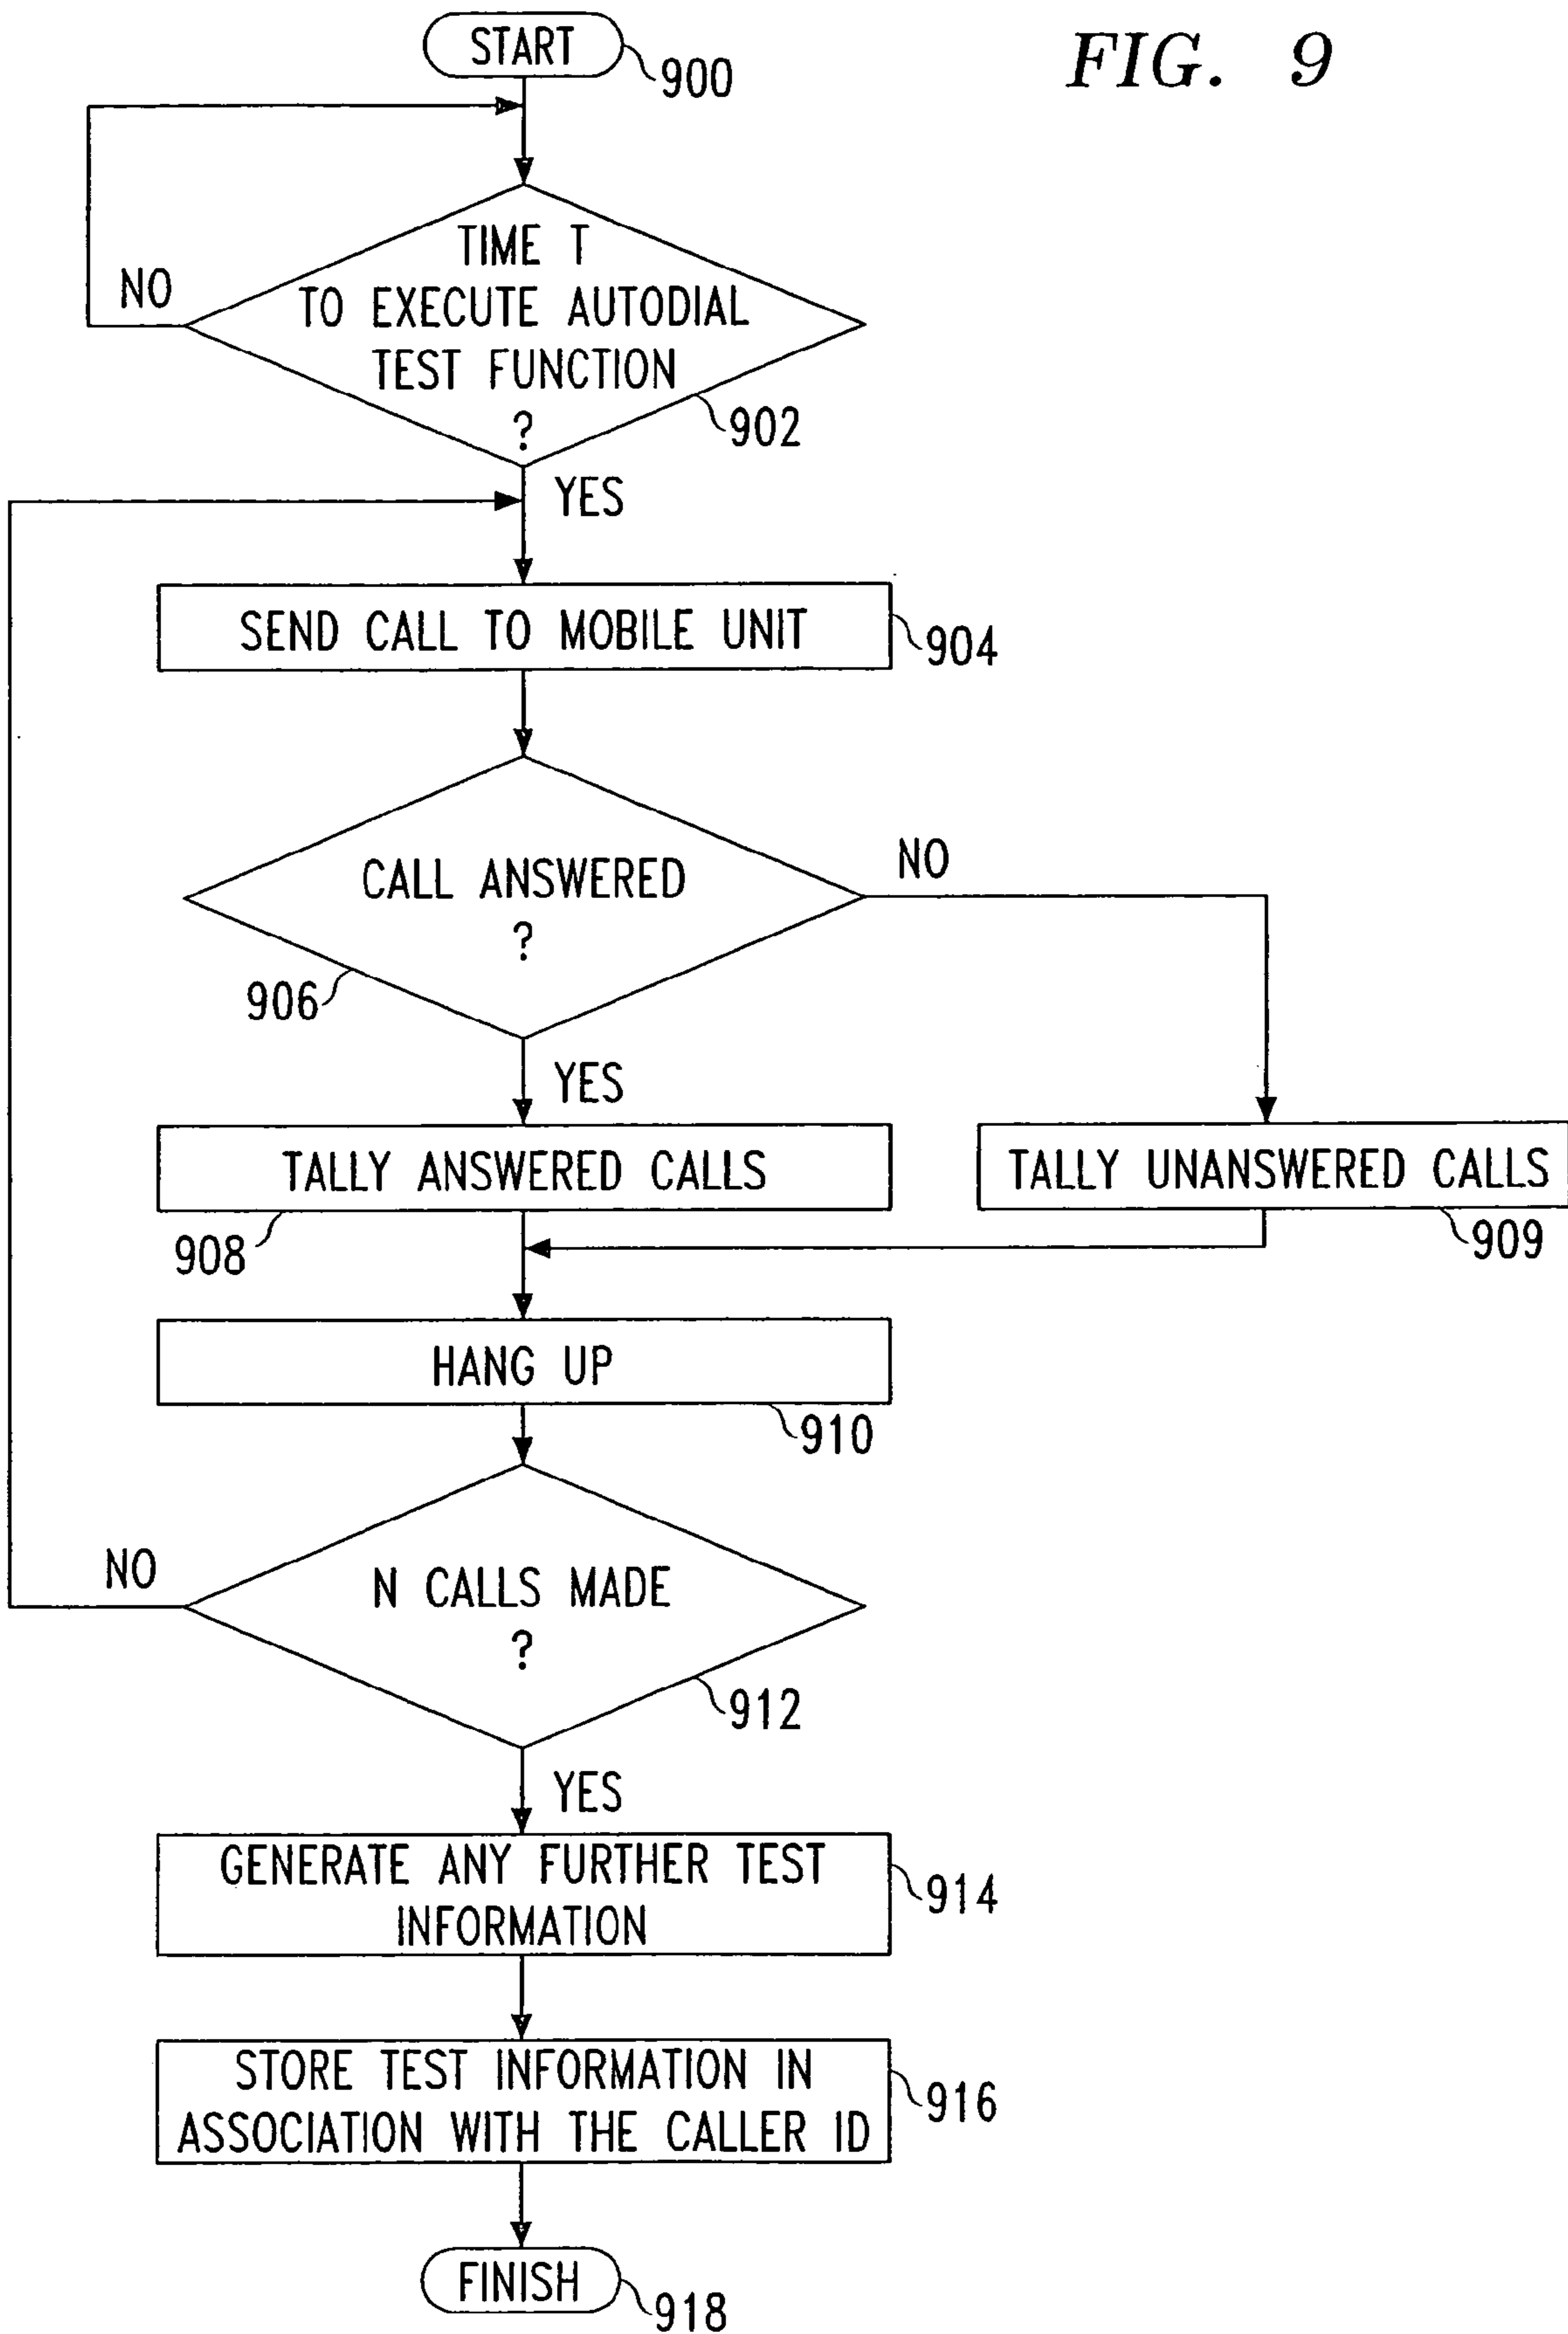 FIG. 9
START
900
TIME T
TO EXECUTE AUTODIAL
TEST FUNCTION
?
NO
902
YES
SEND CALL TO MOBILE UNIT
904
CALL ANSWERED
?
NO
906
YES
TALLY ANSWERED CALLS
908
TALLY UNANSWERED CALLS
909
HANG UP
910
N CALLS MADE
?
NO
912
YES
GENERATE ANY FURTHER TEST
INFORMATION
914
STORE TEST INFORMATION IN
ASSOCIATION WITH THE CALLER ID
916
FINISH
918